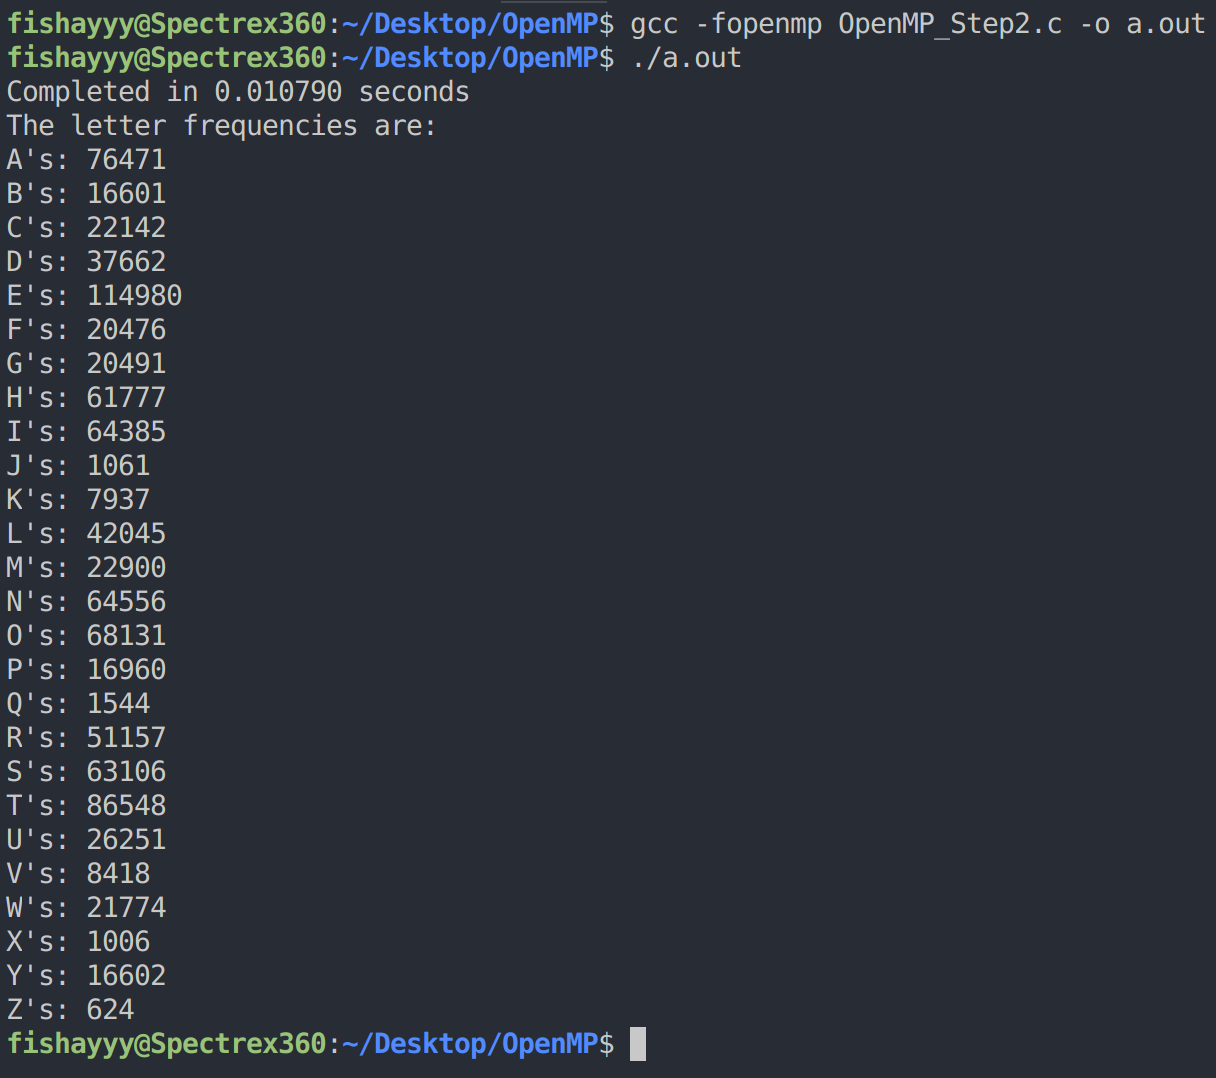 fishayyy@Spectrex360:~/Desktop/OpenMP$ gcc -fopenmp OpenMP_Step2.c -o a.out
fishayyy@Spectrex360:~/Desktop/OpenMP$ ./a.out
Completed in 0.010790 seconds
The letter frequencies are:
A's: 76471
B's: 16601
C's: 22142
D's: 37662
E's: 114980
F's: 20476
G's: 20491
H's: 61777
I's: 64385
J's: 1061
K's: 7937
L's: 42045
M's: 22900
N's: 64556
O's: 68131
P's: 16960
Q's: 1544
R's: 51157
S's: 63106
T's: 86548
U's: 26251
V's: 8418
W's: 21774
X's: 1006
Y's: 16602
Z's: 624
fishayyy@Spectrex360:~/Desktop/OpenMP$